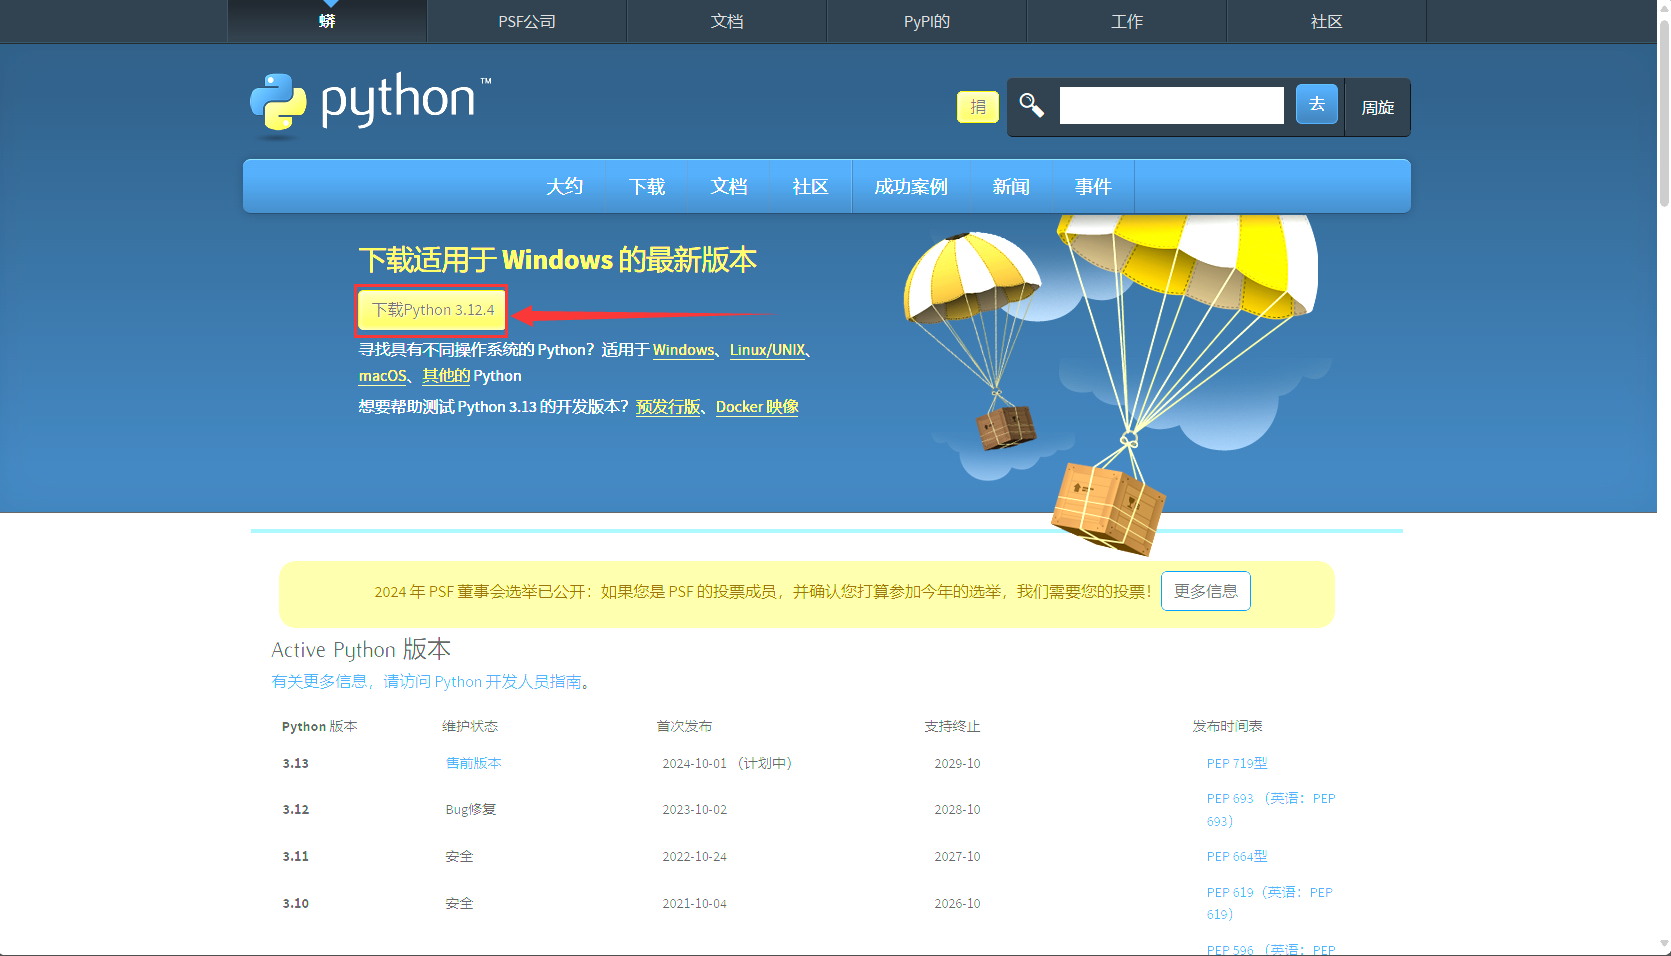 蟒 PSF公司 文档 PyPI的 工作 社区
python™
捐 去 周旋
大约 下载 文档 社区 成功案例 新闻 事件
下载适用于 Windows 的最新版本
下载Python 3.12.4
寻找具有不同操作系统的 Python？适用于 Windows、Linux/UNIX、
macOS、其他的 Python
想要帮助测试 Python 3.13 的开发版本？预发行版、Docker 映像
2024 年 PSF 董事会选举已公开：如果您是 PSF 的投票成员，并确认您打算参加今年的选举，我们需要您的投票！ 更多信息
Active Python 版本
有关更多信息，请访问 Python 开发人员指南。
Python 版本 维护状态 首次发布 支持终止 发布时间表
3.13 售前版本 2024-10-01 （计划中） 2029-10 PEP 719型
3.12 Bug修复 2023-10-02 2028-10 PEP 693 （英语：PEP
693）
3.11 安全 2022-10-24 2027-10 PEP 664型
3.10 安全 2021-10-04 2026-10 PEP 619（英语：PEP
619）
PEP 596 （英语：PEP